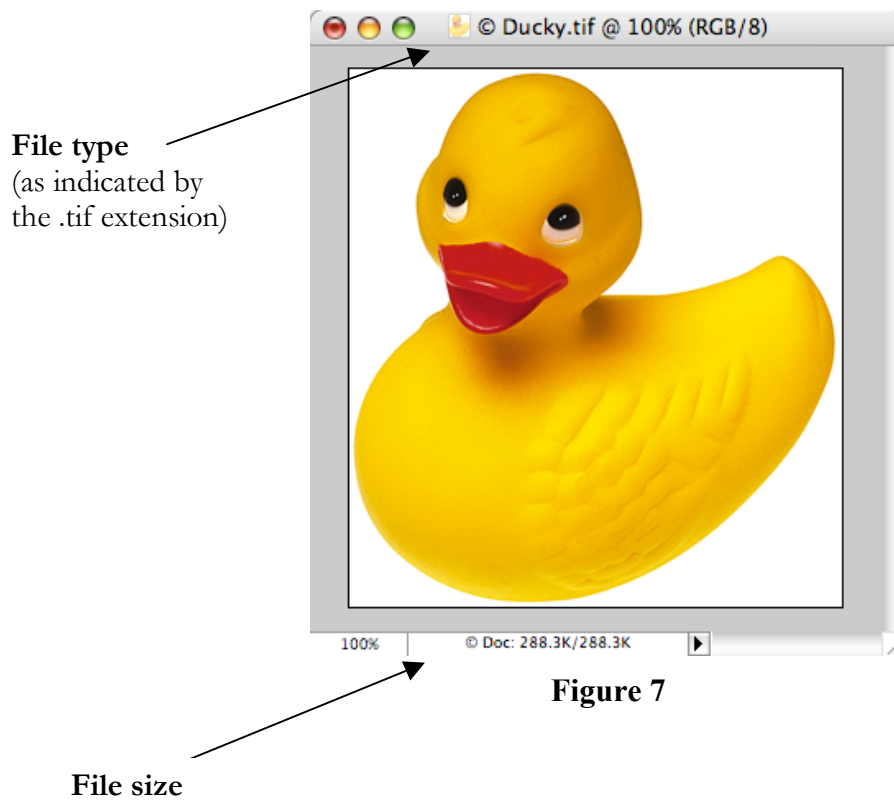 © Ducky.tif @ 100% (RGB/8)
File type
(as indicated by
the .tif extension)
100%
© Doc: 288.3K/288.3K
Figure 7
File size